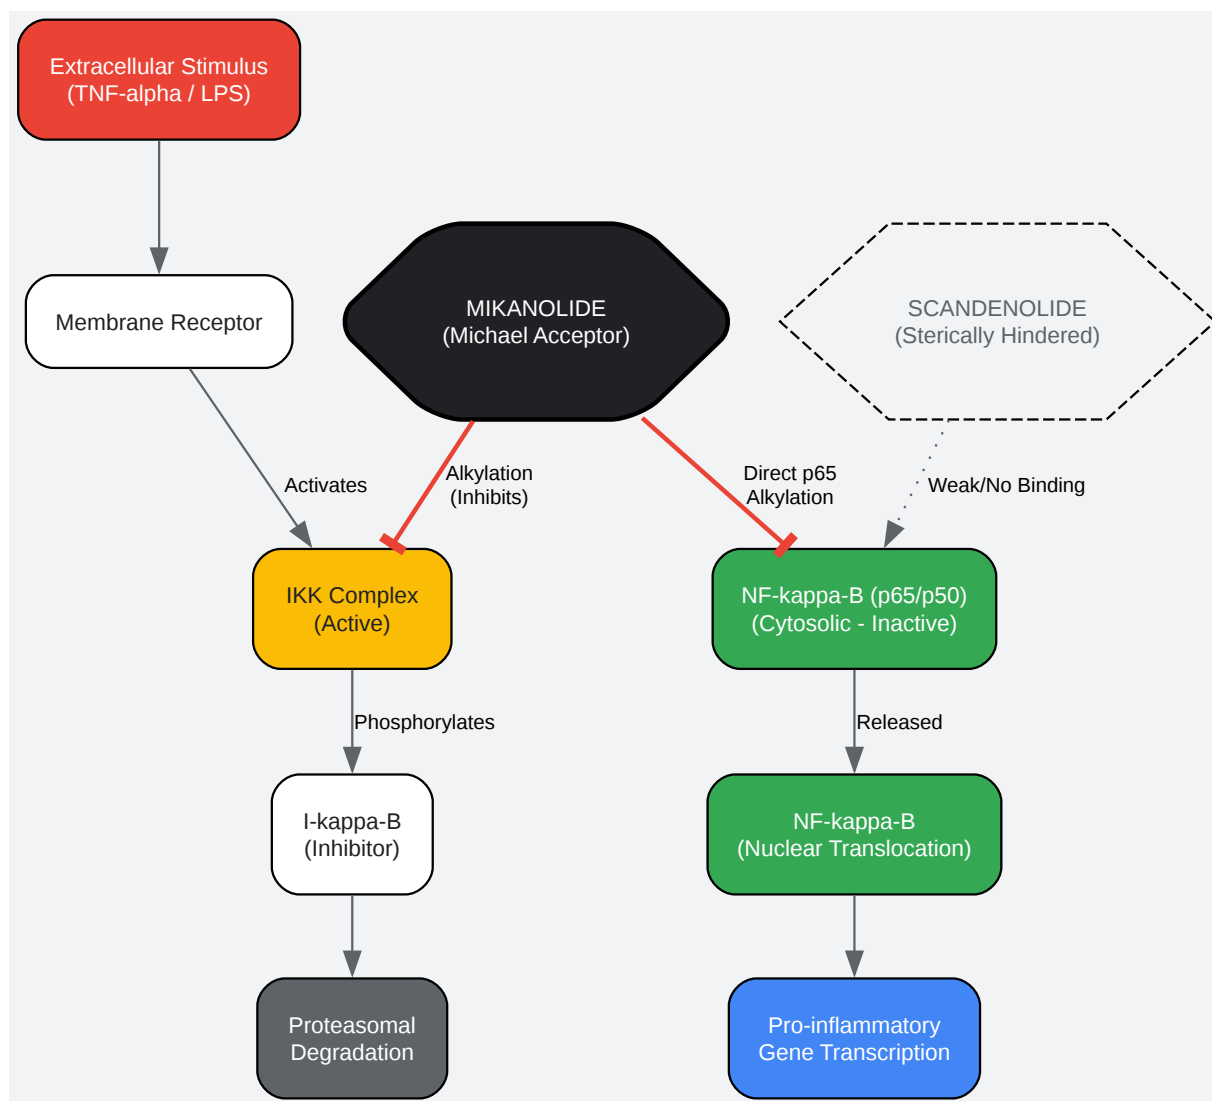 Extracellular Stimulus
(TNF-alpha / LPS)
Membrane Receptor
MIKANOLIDE
(Michael Acceptor)
SCANDENOLIDE
(Sterically Hindered)
Activates
Alkylation
(Inhibits)
Direct p65
Alkylation
Weak/No Binding
IKK Complex
(Active)
NF-kappa-B (p65/p50)
(Cytosolic - Inactive)
Phosphorylates
Released
I-kappa-B
(Inhibitor)
NF-kappa-B
(Nuclear Translocation)
Proteasomal
Degradation
Pro-inflammatory
Gene Transcription